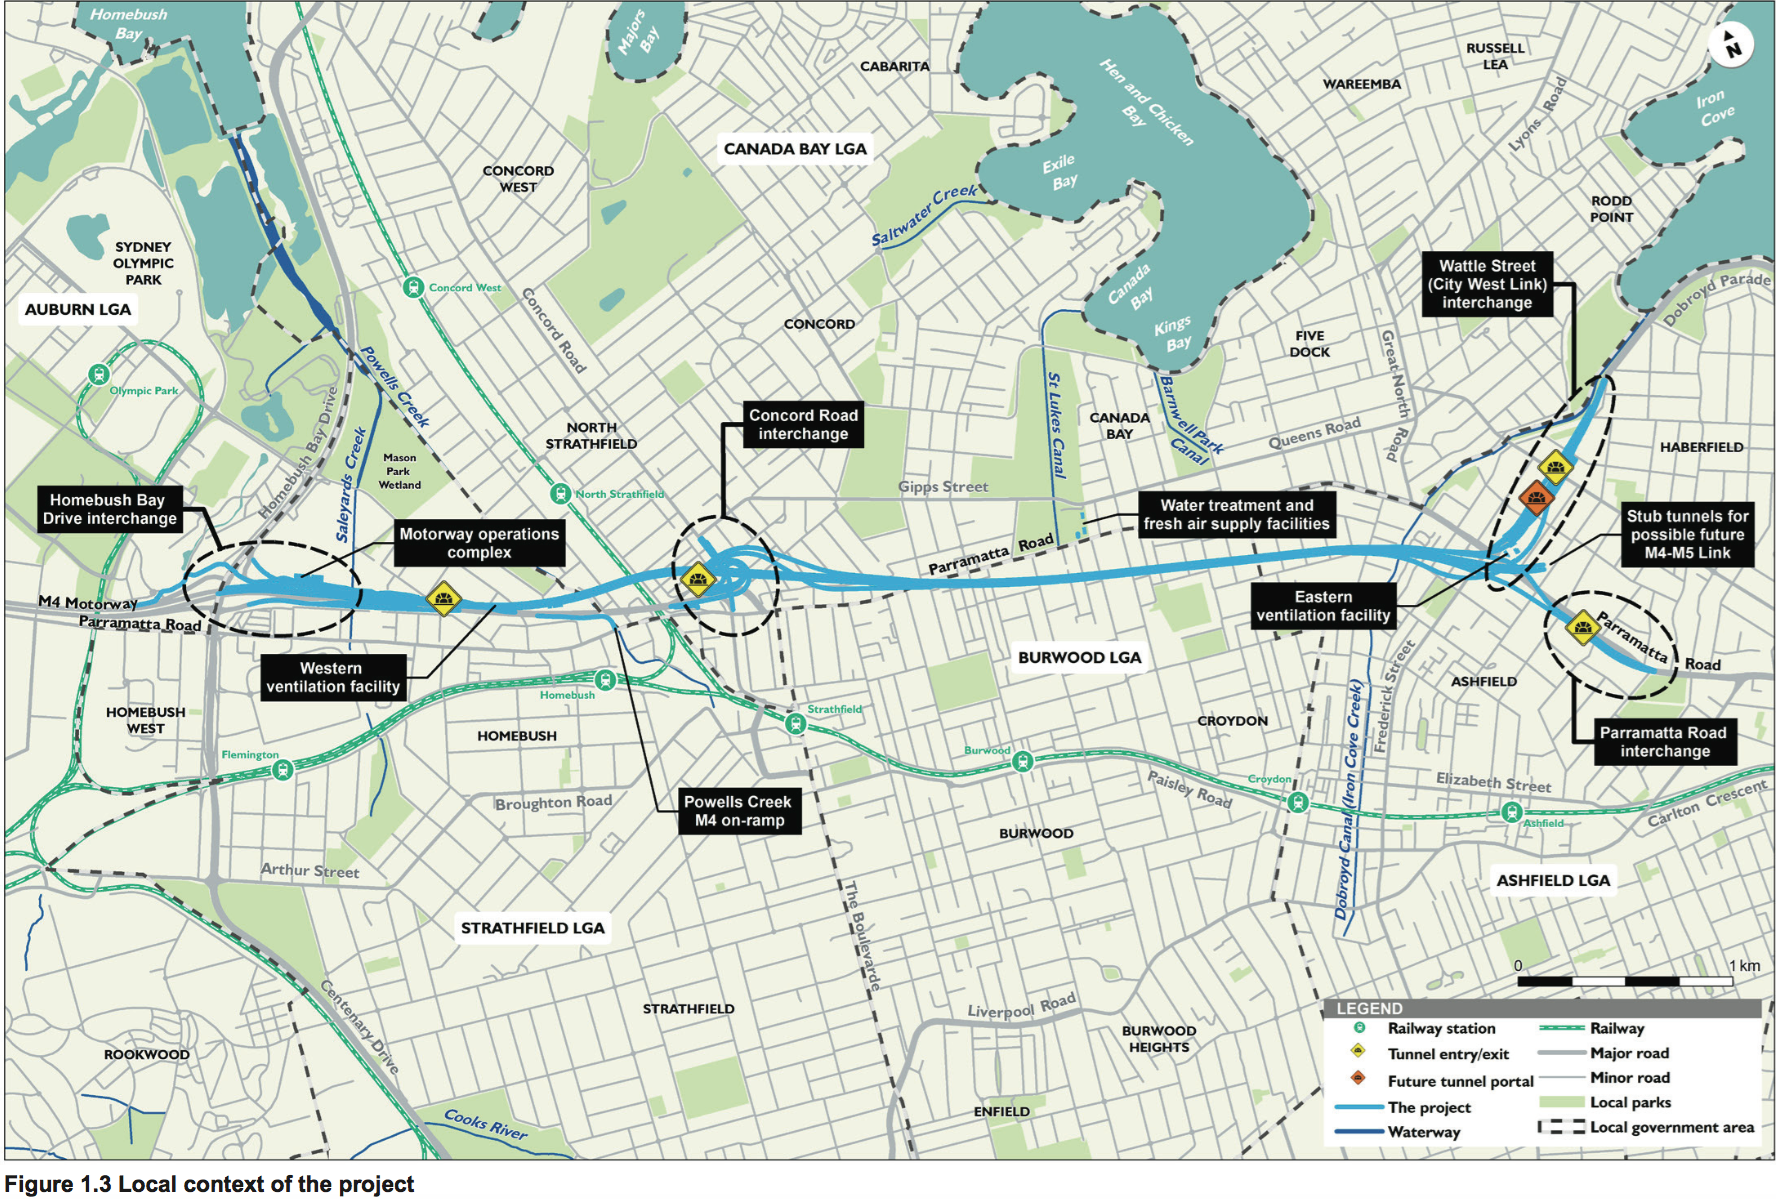 Homebush
Bay
Majors
Bay
CABARITA
Hen and Chicken
Bay
WAREEMBA
RUSSELL
LEA
N
Iron
Cove
Lyons Road
CANADA BAY LGA
CONCORD
WEST
Exile
Bay
Saltwater Creek
RODD
POINT
SYDNEY
OLYMPIC
PARK
AUBURN LGA
Concord West
Concord Road
CONCORD
Canada
Bay
Kings
Bay
FIVE
DOCK
Great North Road
Wattle Street
(City West Link)
interchange
Dobroyd Parade
Olympic Park
Powells Creek
Homebush Bay Drive
Saleyards Creek
Mason
Park
Wetland
NORTH
STRATHFIELD
North Strathfield
Concord Road
interchange
St Lukes Canal
CANADA
BAY
Barnwell Park
Canal
Queens Road
HABERFIELD
Gipps Street
Homebush Bay
Drive interchange
Motorway operations
complex
Water treatment and
fresh air supply facilities
Stub tunnels for
possible future
M4-M5 Link
Parramatta Road
M4 Motorway
Parramatta Road
Eastern
ventilation facility
Parramatta Road
Western
ventilation facility
BURWOOD LGA
Frederick Street
ASHFIELD
Homebush
HOMEBUSH
WEST
Strathfield
CROYDON
Parramatta Road
interchange
HOMEBUSH
Flemington
Burwood
Paisley Road
Croydon
Elizabeth Street
Carlton Crescent
Ashfield
Broughton Road
Powells Creek
M4 on-ramp
BURWOOD
Dobroyd Canal (Iron Cove Creek)
Arthur Street
ASHFIELD LGA
STRATHFIELD LGA
The Boulevarde
Centenary Drive
STRATHFIELD
Liverpool Road
BURWOOD
HEIGHTS
ROOKWOOD
ENFIELD
Cooks River
0 1 km
LEGEND
Railway station
Railway
Tunnel entry/exit
Major road
Future tunnel portal
Minor road
The project
Local parks
Waterway
Local government area
Figure 1.3 Local context of the project